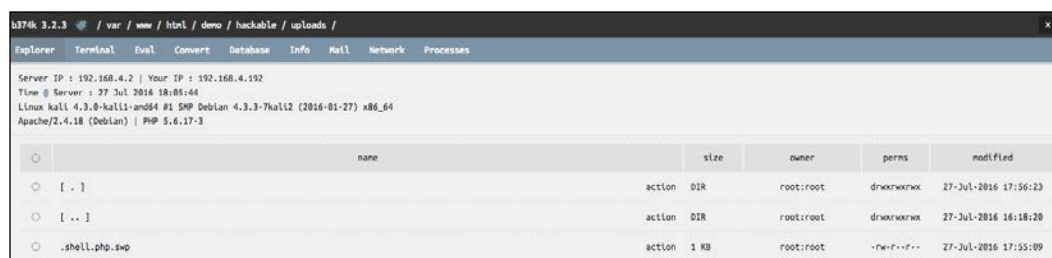 b374k 3.2.3 / var / www / html / demo / hackable / uploads / x
Explorer Terminal Eval Convert Database Info Mail Network Processes
Server IP : 192.168.4.2 | Your IP : 192.168.4.192
Time @ Server : 27 Jul 2016 18:05:44
Linux kali 4.3.0-kali1-amd64 #1 SMP Debian 4.3.3-7kali2 (2016-01-27) x86_64
Apache/2.4.18 (Debian) | PHP 5.6.17-3
name size owner perms modified
[ . ] action DIR root:root drwxrwxrwx 27-Jul-2016 17:56:23
[ .. ] action DIR root:root drwxrwxrwx 27-Jul-2016 16:18:20
.shell.php.swp action 1 KB root:root -rw-r--r-- 27-Jul-2016 17:55:09